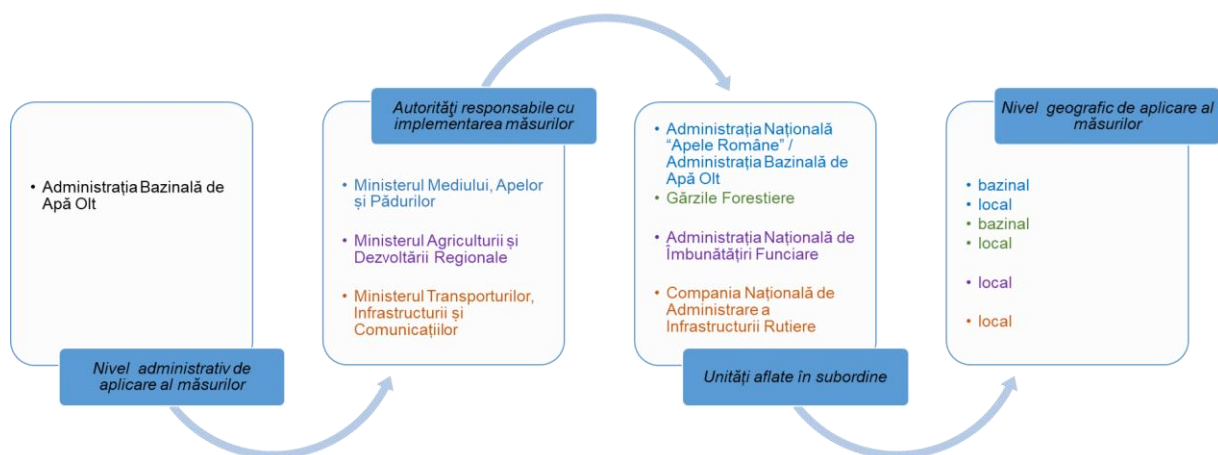 • Administrația Bazinală de
Apă Olt
Nivel administrativ de
aplicare al măsurilor
Autorităţi responsabile cu
implementarea măsurilor
• Ministerul Mediului, Apelor
și Pădurilor
• Ministerul Agriculturii și
Dezvoltării Regionale
• Ministerul Transporturilor,
Infrastructurii și
Comunicațiilor
• Administrația Națională
“Apele Române” /
Administrația Bazinală de
Apă Olt
• Gărzile Forestiere
• Administrația Națională de
Îmbunătățiri Funciare
• Compania Națională de
Administrare a
Infrastructurii Rutiere
Unități aflate în subordine
Nivel geografic de aplicare al
măsurilor
• bazinal
• local
• bazinal
• local
• local
• local